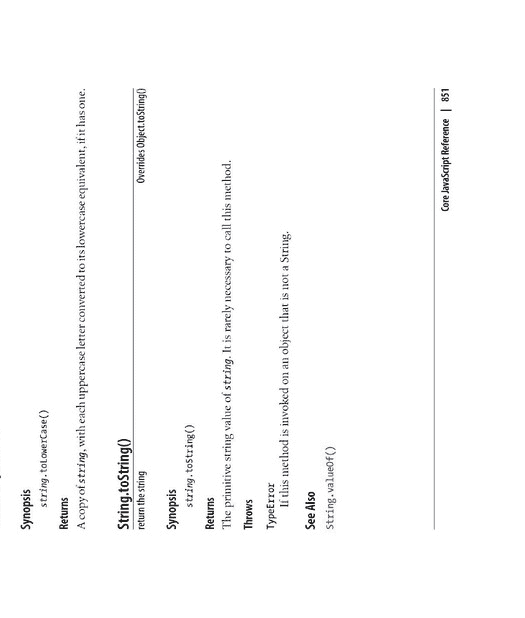 Synopsis
string.toLowerCase()
Returns
A copy of string, with each uppercase letter converted to its lowercase equivalent, if it has one.
String.toString()
return the string Overrides Object.toString()
Synopsis
string.toString()
Returns
The primitive string value of string. It is rarely necessary to call this method.
Throws
TypeError
If this method is invoked on an object that is not a String.
See Also
String.valueOf()
Core JavaScript Reference | 851